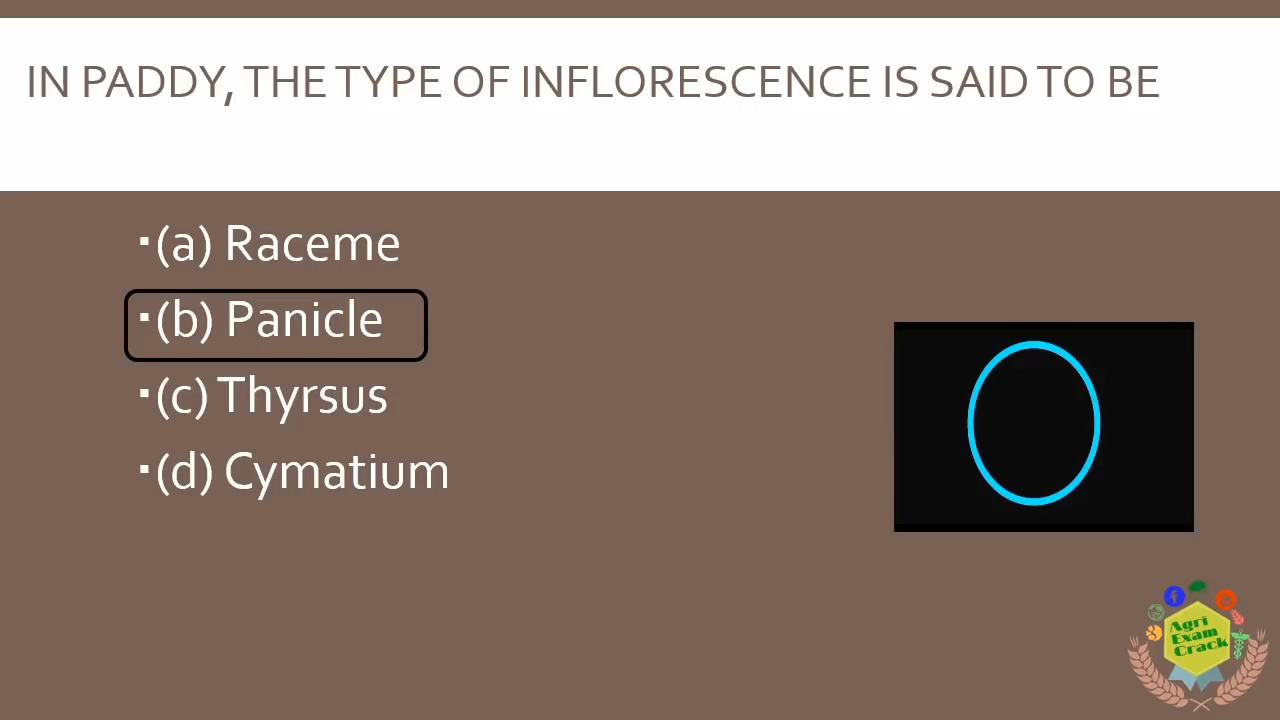 IN PADDY, THE TYPE OF INFLORESCENCE IS SAID TO BE
▪(a) Raceme
▪(b) Panicle
▪(c) Thyrsus
▪(d) Cymatium
Agri
Exam
Crack